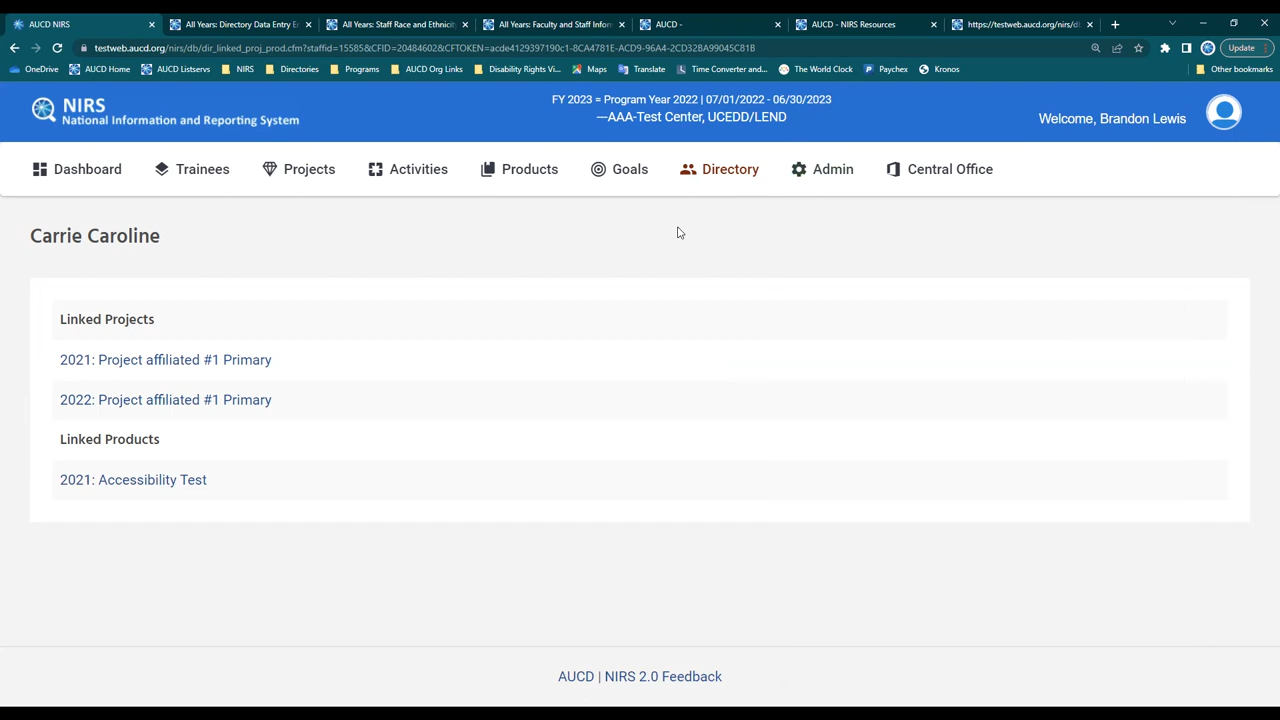 AUCD NIRS
All Years: Directory Data Entry E
All Years: Staff Race and Ethnicity
All Years: Faculty and Staff Inform
AUCD -
AUCD - NIRS Resources
https://testweb.aucd.org/nirs/db
testweb.aucd.org/nirs/db/dir_linked_proj_prod.cfm?staffid=15585&CFID=20484602&CFTOKEN=acde4129397190c1-8CA4781E-ACD9-96A4-2CD32BA99045C81B
Update
OneDrive
AUCD Home
AUCD Listservs
NIRS
Directories
Programs
AUCD Org Links
Disability Rights Vi...
Maps
Translate
Time Converter and...
The World Clock
Paychex
Kronos
Other bookmarks
NIRS
National Information and Reporting System
FY 2023 = Program Year 2022 | 07/01/2022 - 06/30/2023
—AAA-Test Center, UCEDD/LEND
Welcome, Brandon Lewis
Dashboard
Trainees
Projects
Activities
Products
Goals
Directory
Admin
Central Office
Carrie Caroline
Linked Projects
2021: Project affiliated #1 Primary
2022: Project affiliated #1 Primary
Linked Products
2021: Accessibility Test
AUCD | NIRS 2.0 Feedback